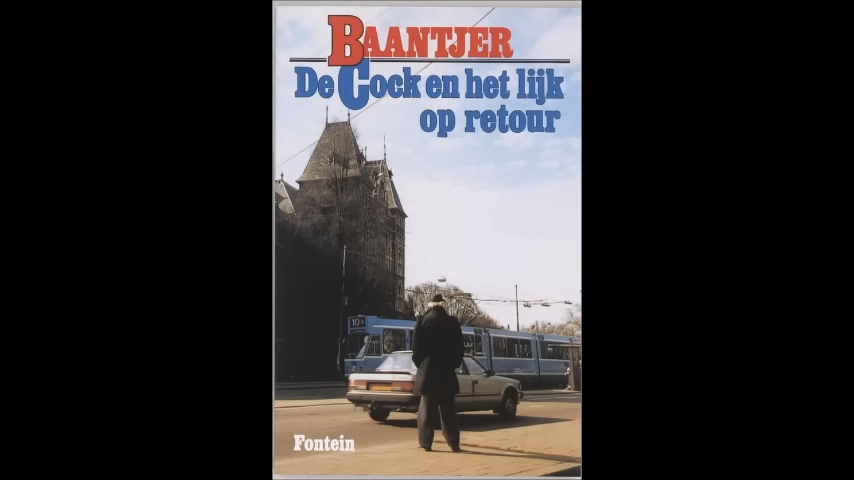 BAANTJER
De Cock en het lijk
op retour
10
Fontein